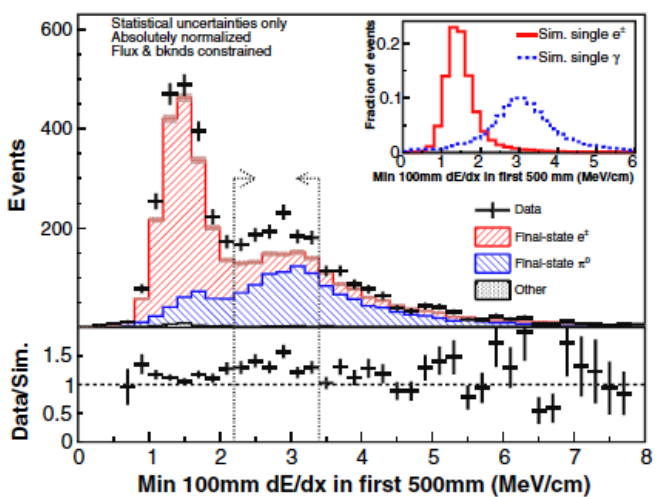 Statistical uncertainties only
Absolutely normalized
Flux & bknds constrained
Events
600
400
200
Fraction of events
0.2
0.1
0
Sim. single e±
Sim. single γ
0 1 2 3 4 5 6
Min 100mm dE/dx in first 500 mm (MeV/cm)
Data
Final-state e±
Final-state π⁰
Other
Data/Sim.
1.5
1
0.5
0
0 1 2 3 4 5 6 7 8
Min 100mm dE/dx in first 500mm (MeV/cm)